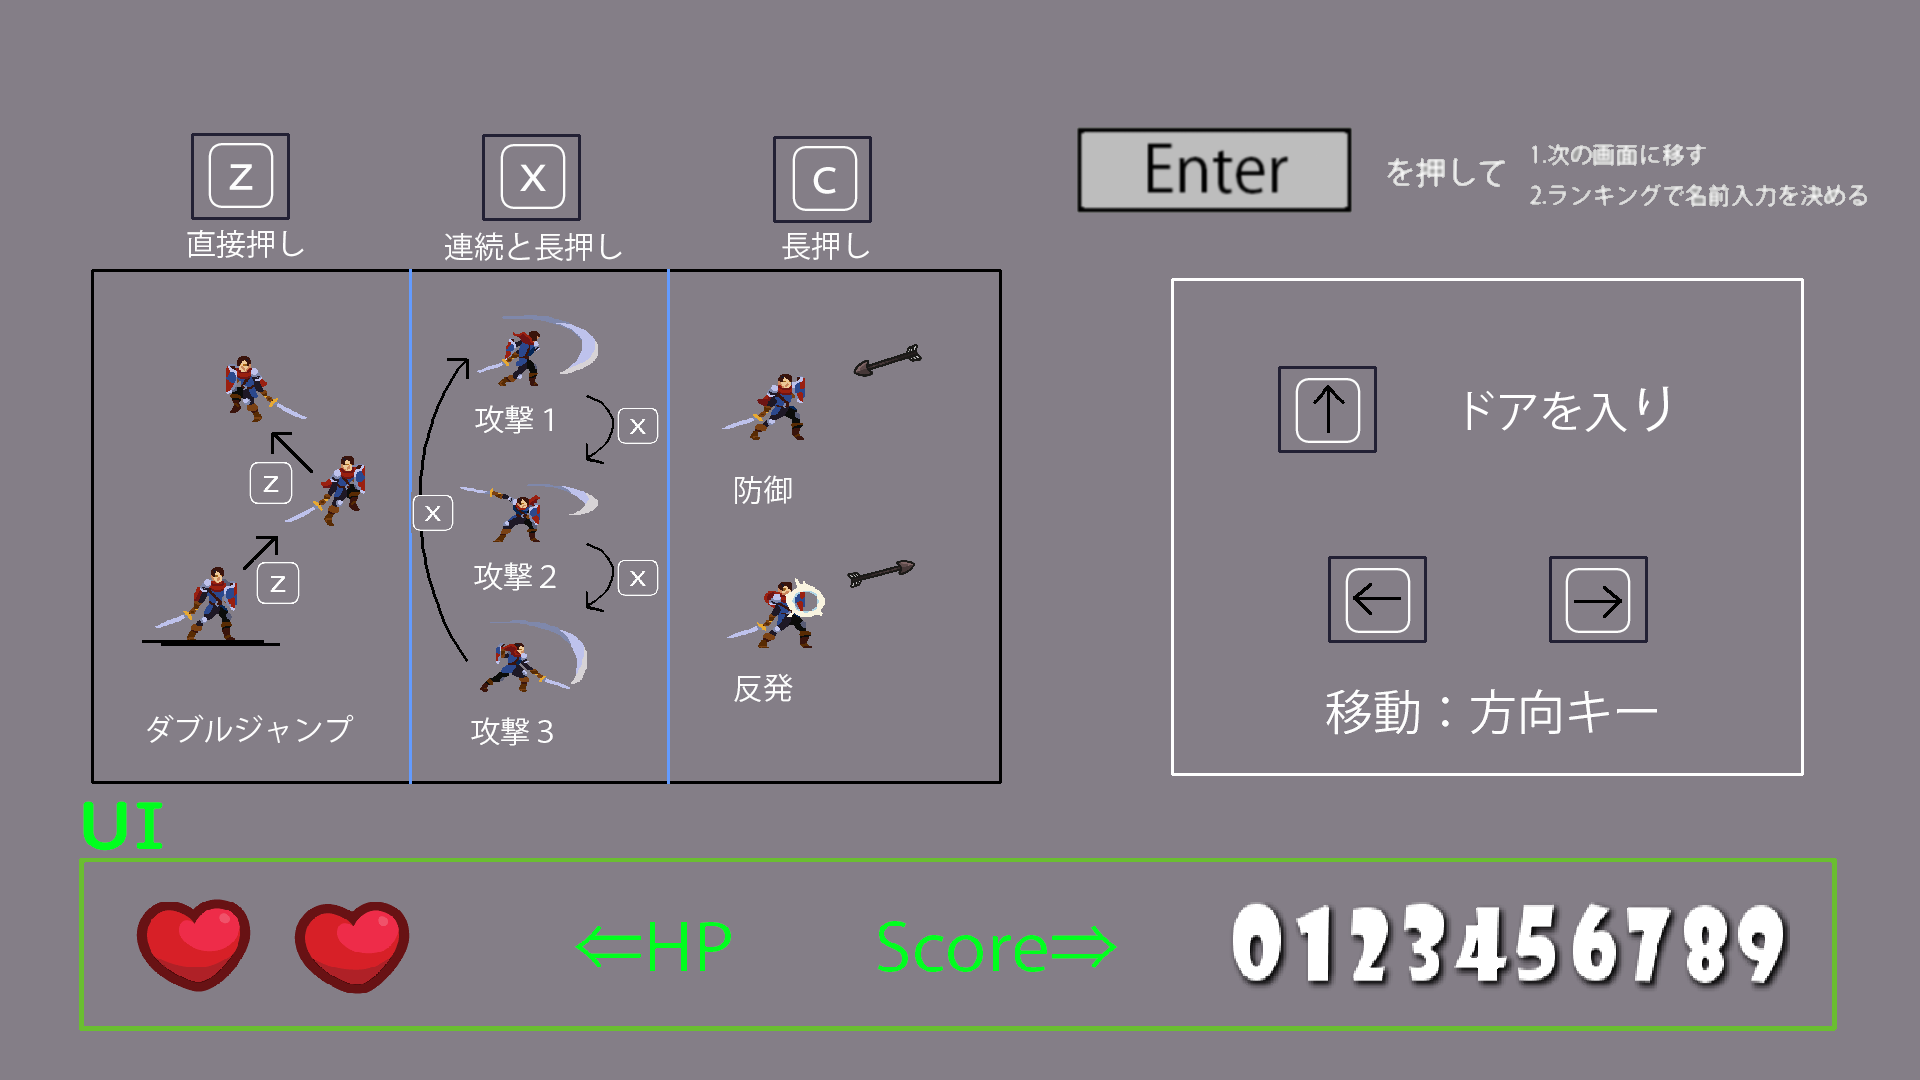 Z
X
C
直接押し
連続と長押し
長押し
Enter
を押して
1.次の画面に移す
2.ランキングで名前入力を決める
攻撃1
X
Z
X
防御
Z
攻撃2
X
反発
ダブルジャンプ
攻撃3
↑
ドアを入り
←
→
移動：方向キー
UI
⇐HP
Score⇒
0123456789